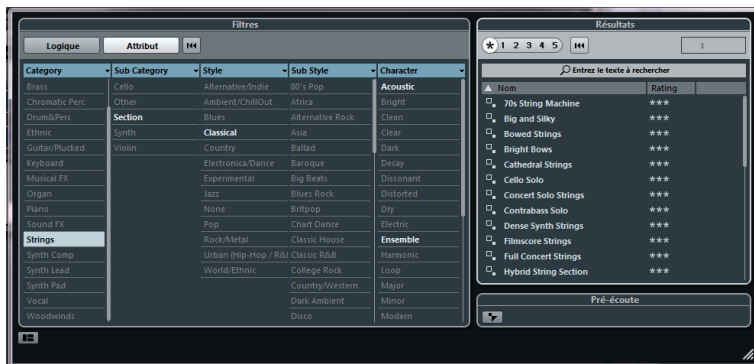 Filtres
Logique Attribut
Category Sub Category Style Sub Style Character
Brass Cello Alternative/Indie 80's Pop Acoustic
Chromatic Perc Other Ambient/ChillOut Africa Bright
Drum&Perc Section Blues Alternative Rock Clean
Ethnic Synth Classical Asia Clear
Guitar/Plucked Violin Country Ballad Dark
Keyboard Electronica/Dance Baroque Decay
Musical FX Experimental Big Beats Dissonant
Organ Jazz Blues Rock Distorted
Piano None Britpop Dry
Sound FX Pop Chart Dance Electric
Strings Rock/Metal Classic House Ensemble
Synth Comp Urban (Hip-Hop / R&I Classic R&B Harmonic
Synth Lead World/Ethnic College Rock Loop
Synth Pad Country/Western Major
Vocal Dark Ambient Minor
Woodwinds Disco Modern
Résultats
* 1 2 3 4 5 1
Entrez le texte à rechercher
Nom Rating
70s String Machine ***
Big and Silky ***
Bowed Strings ***
Bright Bows ***
Cathedral Strings ***
Cello Solo ***
Concert Solo Strings ***
Contrabass Solo ***
Dense Synth Strings ***
Filmscore Strings ***
Full Concert Strings ***
Hybrid String Section ***
Pré-écoute